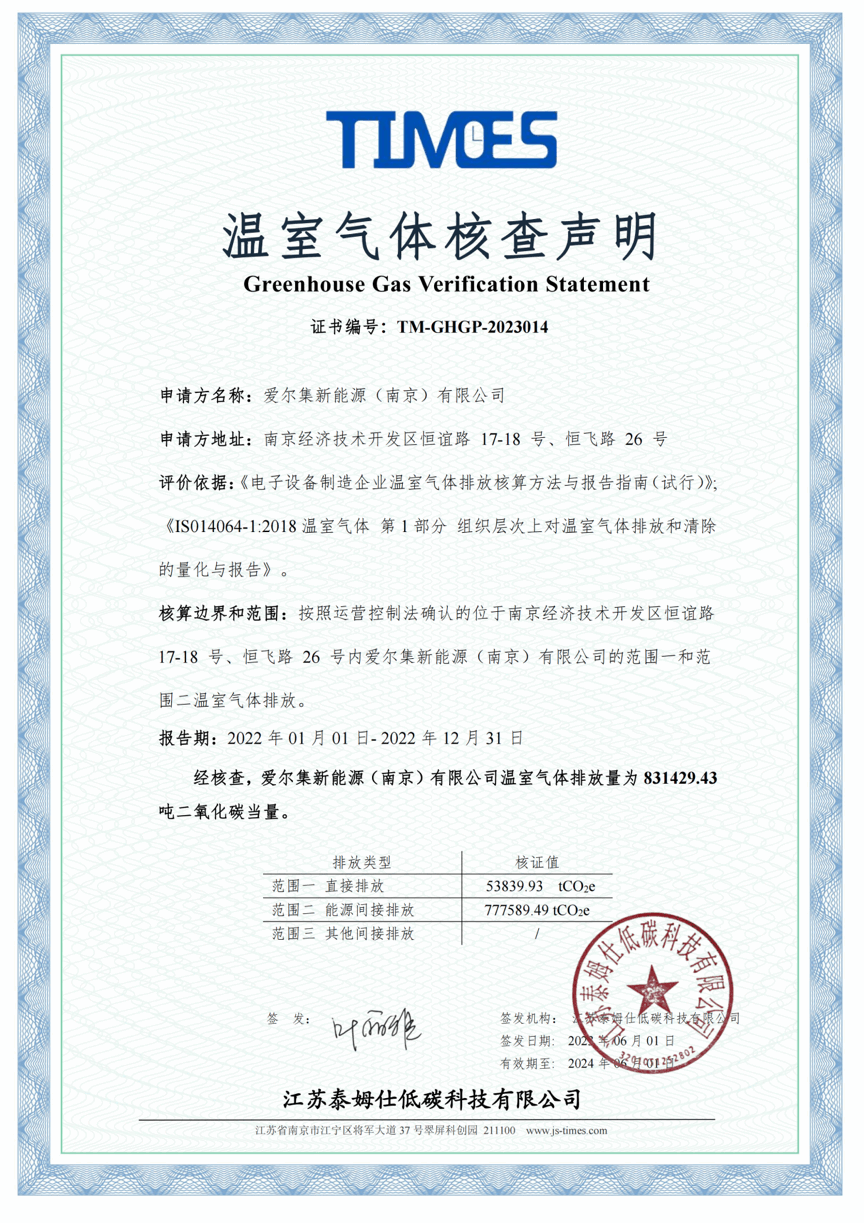 TIMES
温室气体核查声明
Greenhouse Gas Verification Statement
证书编号：TM-GHGP-2023014
申请方名称：爱尔集新能源（南京）有限公司
申请方地址：南京经济技术开发区恒谊路 17-18 号、恒飞路 26 号
评价依据：《电子设备制造企业温室气体排放核算方法与报告指南（试行）》；
《IS014064-1:2018 温室气体 第 1 部分 组织层次上对温室气体排放和清除
的量化与报告》。
核算边界和范围：按照运营控制法确认的位于南京经济技术开发区恒谊路
17-18 号、恒飞路 26 号内爱尔集新能源（南京）有限公司的范围一和范
围二温室气体排放。
报告期：2022 年 01 月 01 日- 2022 年 12 月 31 日
经核查，爱尔集新能源（南京）有限公司温室气体排放量为 831429.43
吨二氧化碳当量。
排放类型 核证值
范围一 直接排放 53839.93 tCO₂e
范围二 能源间接排放 777589.49 tCO₂e
范围三 其他间接排放 /
江苏泰姆仕低碳科技有限公司
签 发： 叶丽雅
签发机构： 江苏泰姆仕低碳科技有限公司
签发日期： 2023 年 06 月 01 日
有效期至： 2024 年 06 月 01 日
江苏泰姆仕低碳科技有限公司
江苏省南京市江宁区将军大道 37 号翠屏科创园 211100 www.js-times.com